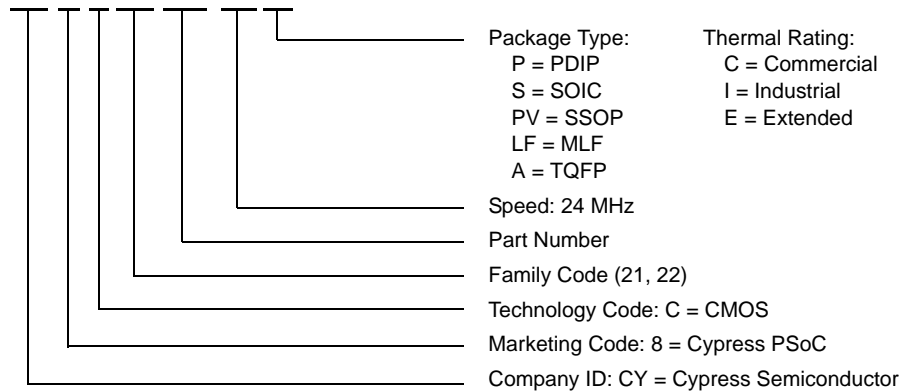 Package Type: Thermal Rating:
P = PDIP C = Commercial
S = SOIC I = Industrial
PV = SSOP E = Extended
LF = MLF
A = TQFP
Speed: 24 MHz
Part Number
Family Code (21, 22)
Technology Code: C = CMOS
Marketing Code: 8 = Cypress PSoC
Company ID: CY = Cypress Semiconductor